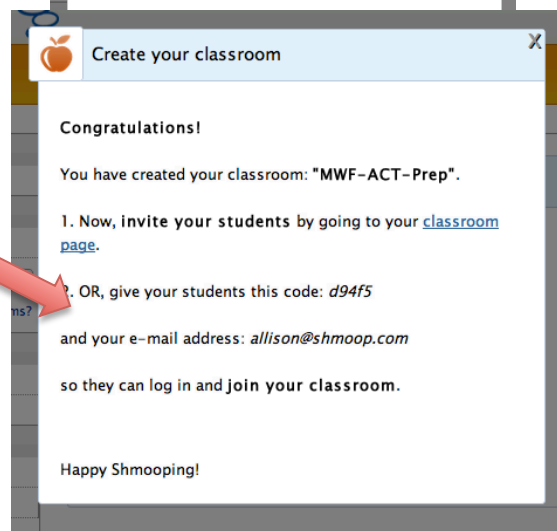 Create your classroom
X
Congratulations!
You have created your classroom: "MWF-ACT-Prep".
1. Now, invite your students by going to your classroom
page.
. OR, give your students this code: d94f5
ms?
and your e-mail address: allison@shmoop.com
so they can log in and join your classroom.
Happy Shmooping!